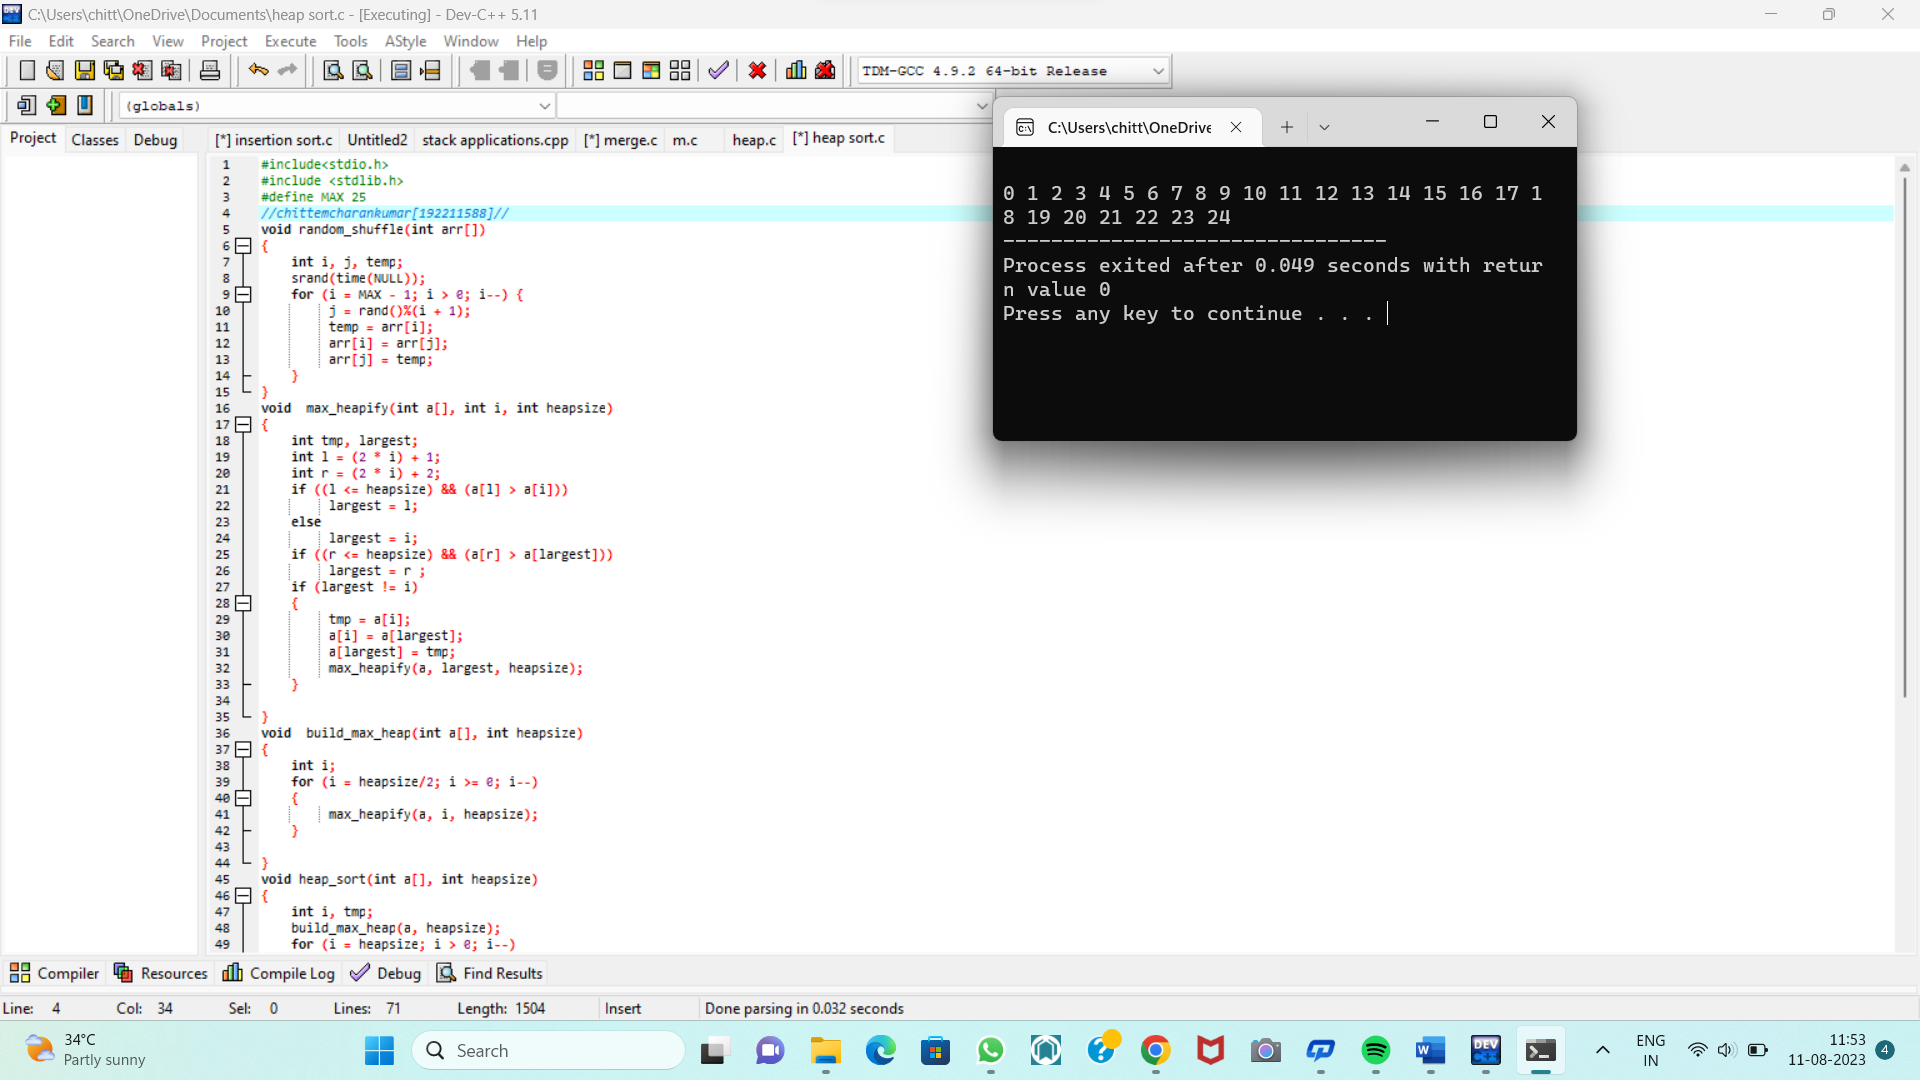 C:\Users\chitt\OneDrive\Documents\heap sort.c - [Executing] - Dev-C++ 5.11
File Edit Search View Project Execute Tools AStyle Window Help
TDM-GCC 4.9.2 64-bit Release
(globals)
Project Classes Debug
[*] insertion sort.c Untitled2 stack applications.cpp [*] merge.c m.c heap.c [*] heap sort.c
1 #include<stdio.h>
2 #include <stdlib.h>
3 #define MAX 25
4 //chittemcharankumar[192211588]//
5 void random_shuffle(int arr[])
6 {
7 int i, j, temp;
8 srand(time(NULL));
9 for (i = MAX - 1; i > 0; i--) {
10 j = rand()%(i + 1);
11 temp = arr[i];
12 arr[i] = arr[j];
13 arr[j] = temp;
14 }
15 }
16 void  max_heapify(int a[], int i, int heapsize)
17 {
18 int tmp, largest;
19 int l = (2 * i) + 1;
20 int r = (2 * i) + 2;
21 if ((l <= heapsize) && (a[l] > a[i]))
22 largest = l;
23 else
24 largest = i;
25 if ((r <= heapsize) && (a[r] > a[largest]))
26 largest = r ;
27 if (largest != i)
28 {
29 tmp = a[i];
30 a[i] = a[largest];
31 a[largest] = tmp;
32 max_heapify(a, largest, heapsize);
33 }
34
35 }
36 void  build_max_heap(int a[], int heapsize)
37 {
38 int i;
39 for (i = heapsize/2; i >= 0; i--)
40 {
41 max_heapify(a, i, heapsize);
42 }
43
44 }
45 void heap_sort(int a[], int heapsize)
46 {
47 int i, tmp;
48 build_max_heap(a, heapsize);
49 for (i = heapsize; i > 0; i--)
C:\Users\chitt\OneDrive
0 1 2 3 4 5 6 7 8 9 10 11 12 13 14 15 16 17 1
8 19 20 21 22 23 24
--------------------------------
Process exited after 0.049 seconds with retur
n value 0
Press any key to continue . . .
Compiler Resources Compile Log Debug Find Results
Line: 4 Col: 34 Sel: 0 Lines: 71 Length: 1504 Insert Done parsing in 0.032 seconds
34°C
Partly sunny
Search
DEV
C++
ENG
IN
11:53
11-08-2023
4